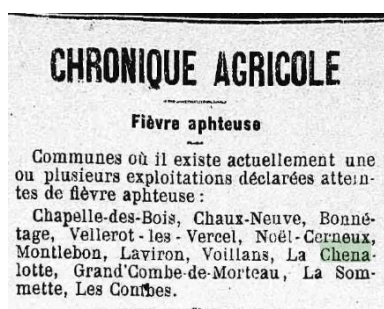 CHRONIQUE AGRICOLE
Fièvre aphteuse
Communes où il existe actuellement une
ou plusieurs exploitations déclarées attein-
tes de fièvre aphteuse :
Chapelle-des-Bois, Chaux-Neuve, Bonné-
tage, Vellerot-les-Vercel, Noël-Cerneux,
Montlebon, Laviron, Voillans, La Chena-
lotte, Grand'Combe-de-Morteau, La Som-
mette, Les Combes.